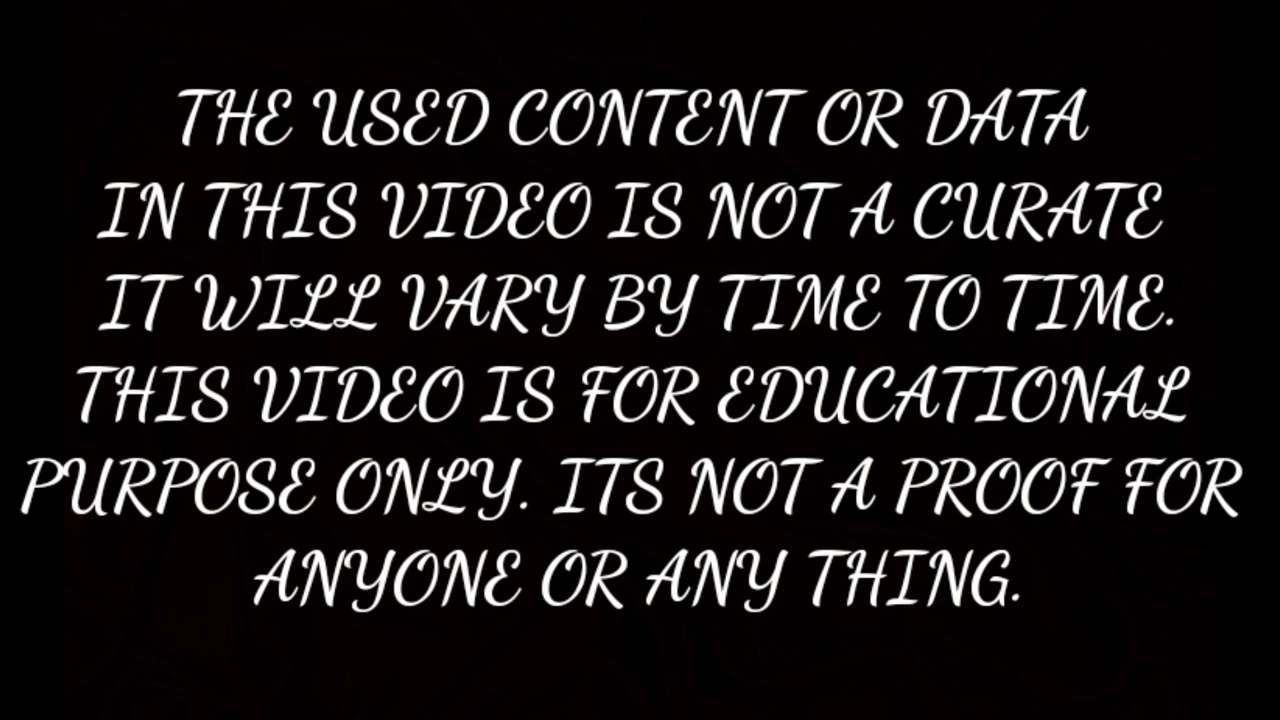 THE USED CONTENT OR DATA
IN THIS VIDEO IS NOT A CURATE
IT WILL VARY BY TIME TO TIME.
THIS VIDEO IS FOR EDUCATIONAL
PURPOSE ONLY. ITS NOT A PROOF FOR
ANYONE OR ANY THING.